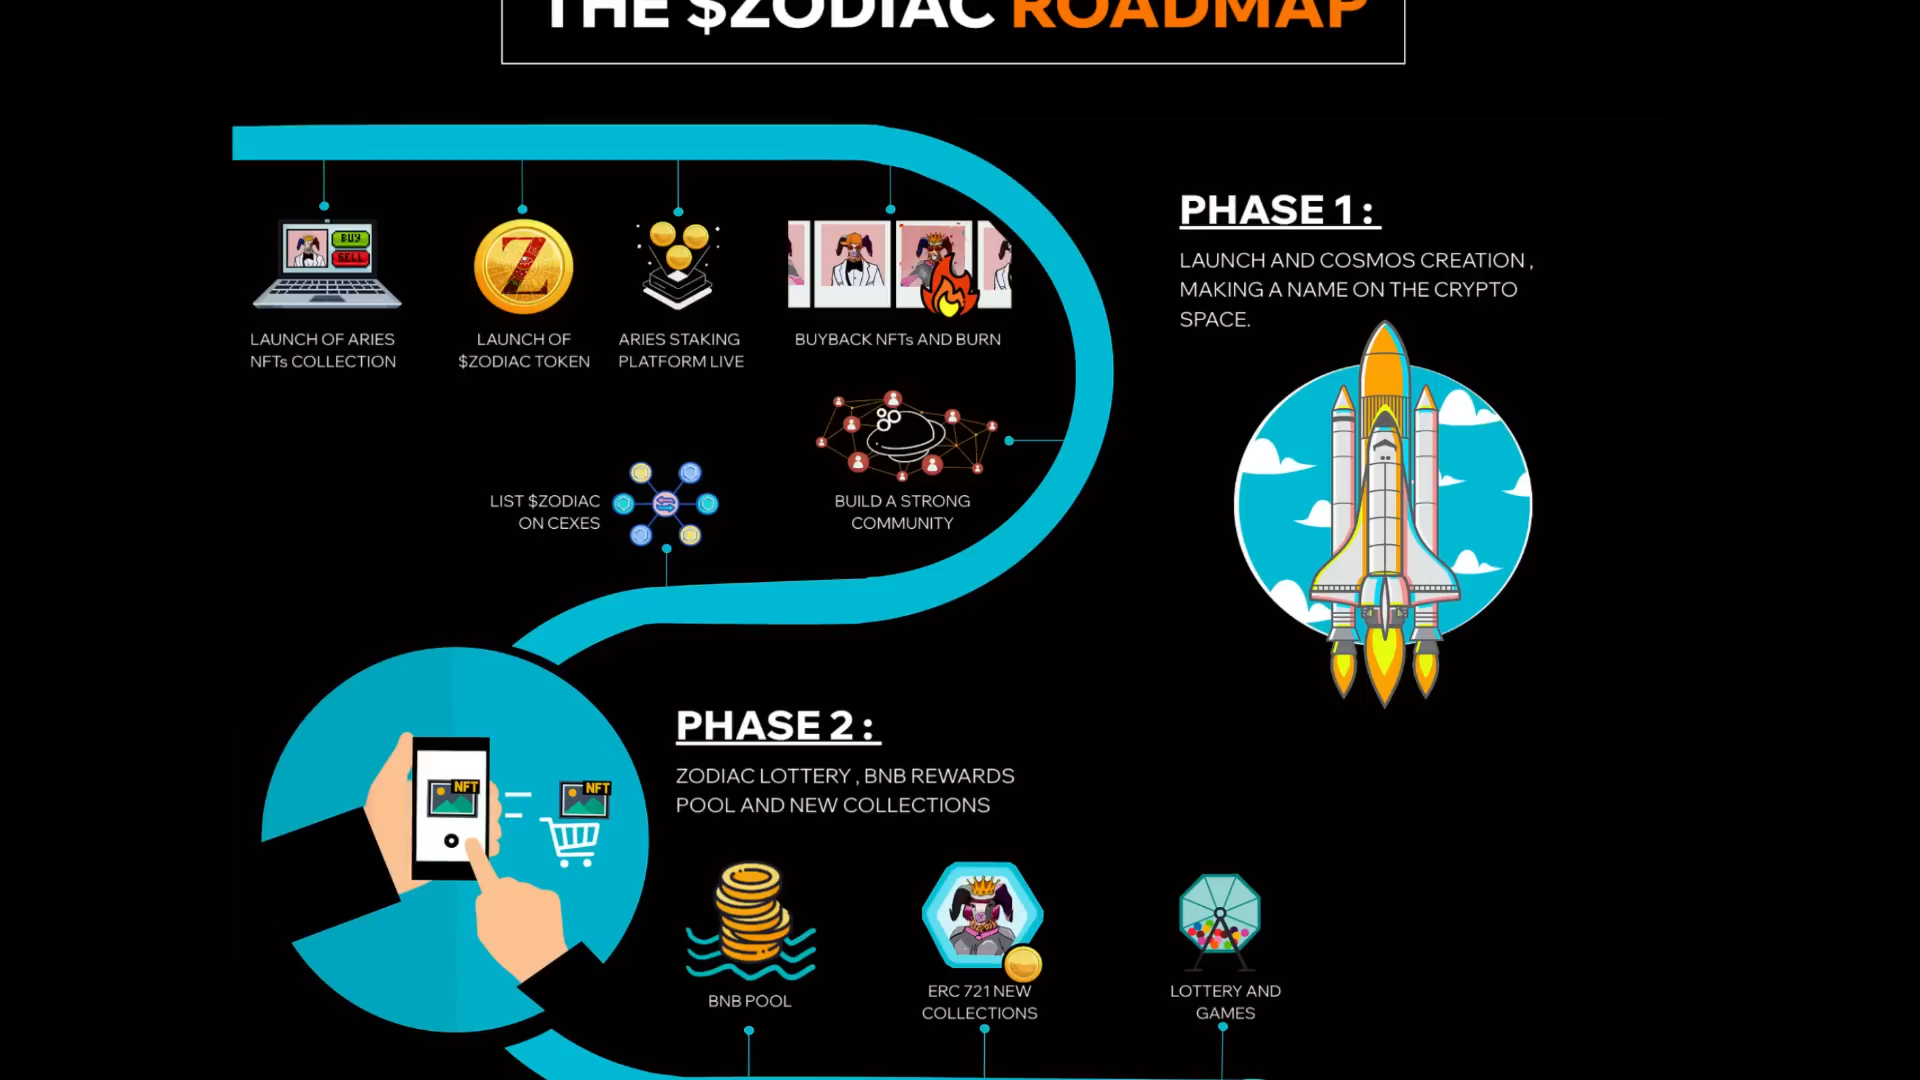 THE $ZODIAC ROADMAP
PHASE 1 :
LAUNCH AND COSMOS CREATION ,
MAKING A NAME ON THE CRYPTO
SPACE.
BUY
SELL
Z
LAUNCH OF ARIES
NFTs COLLECTION
LAUNCH OF
$ZODIAC TOKEN
ARIES STAKING
PLATFORM LIVE
BUYBACK NFTs AND BURN
LIST $ZODIAC
ON CEXES
BUILD A STRONG
COMMUNITY
PHASE 2 :
ZODIAC LOTTERY , BNB REWARDS
POOL AND NEW COLLECTIONS
NFT
NFT
BNB POOL
ERC 721 NEW
COLLECTIONS
LOTTERY AND
GAMES